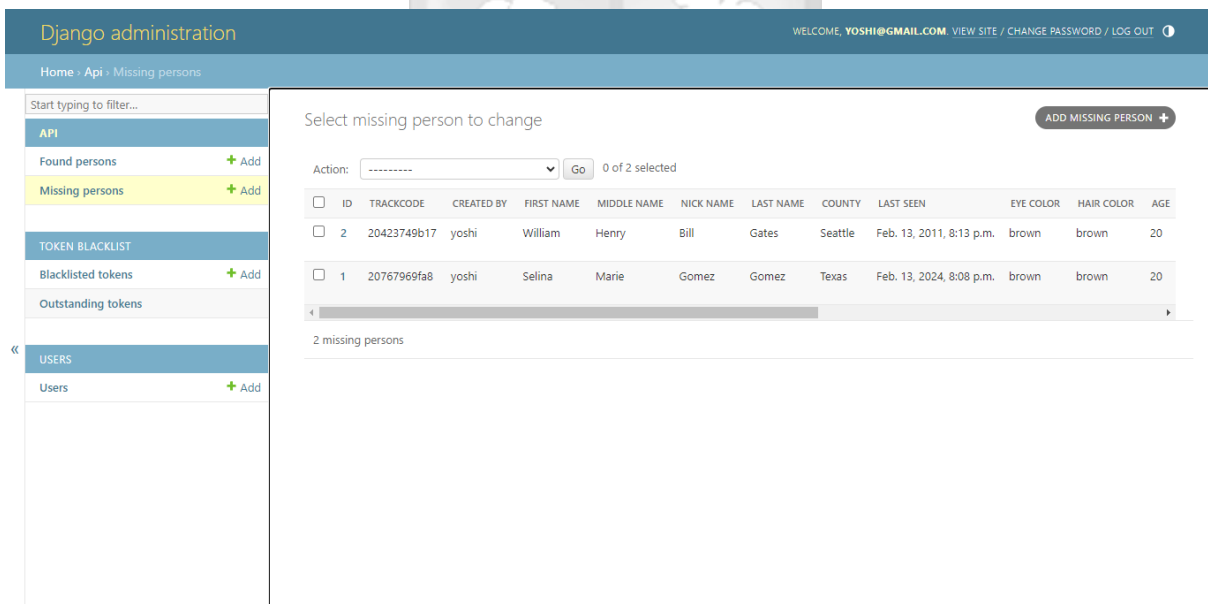 Django administration
WELCOME, YOSHI@GMAIL.COM. VIEW SITE / CHANGE PASSWORD / LOG OUT
Home › Api › Missing persons
Start typing to filter...
API
Found persons + Add
Missing persons + Add
TOKEN BLACKLIST
Blacklisted tokens + Add
Outstanding tokens
«
USERS
Users + Add
Select missing person to change
ADD MISSING PERSON +
Action: --------- Go 0 of 2 selected
ID TRACKCODE CREATED BY FIRST NAME MIDDLE NAME NICK NAME LAST NAME COUNTY LAST SEEN EYE COLOR HAIR COLOR AGE
2 20423749b17 yoshi William Henry Bill Gates Seattle Feb. 13, 2011, 8:13 p.m. brown brown 20
1 20767969fa8 yoshi Selina Marie Gomez Gomez Texas Feb. 13, 2024, 8:08 p.m. brown brown 20
2 missing persons